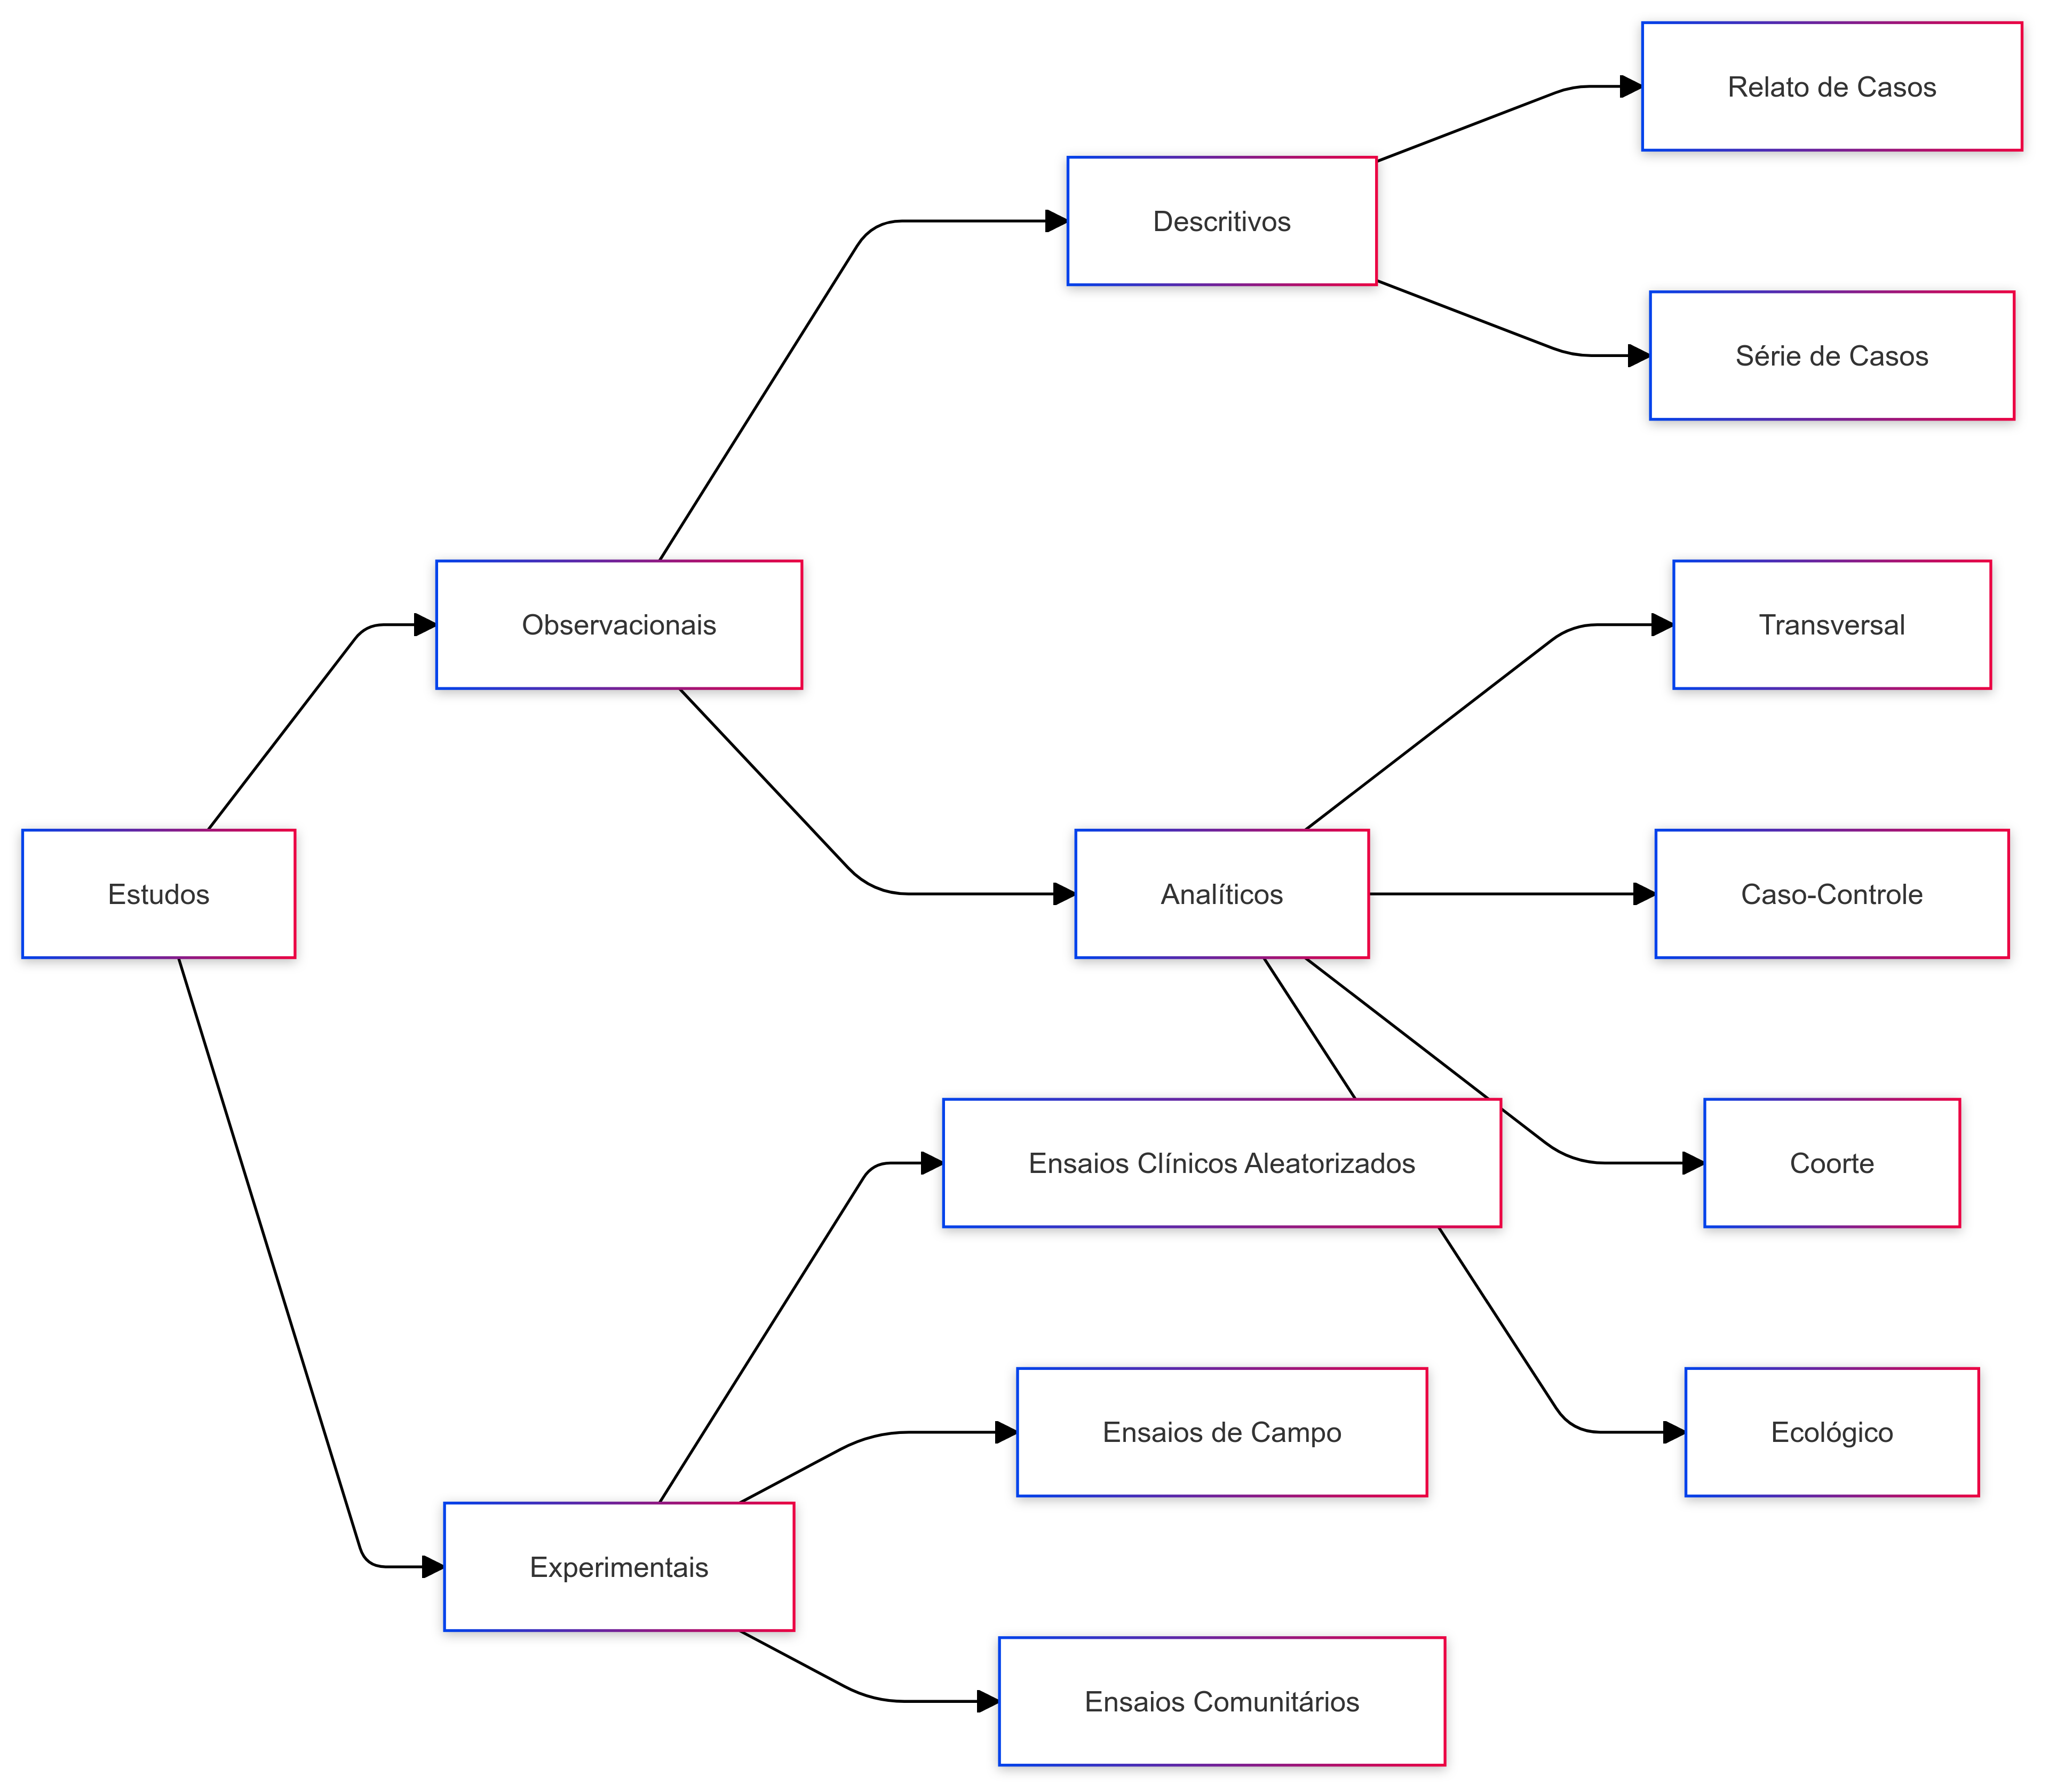 Estudos
Observacionais
Descritivos
Relato de Casos
Série de Casos
Analíticos
Transversal
Caso-Controle
Coorte
Ecológico
Experimentais
Ensaios Clínicos Aleatorizados
Ensaios de Campo
Ensaios Comunitários